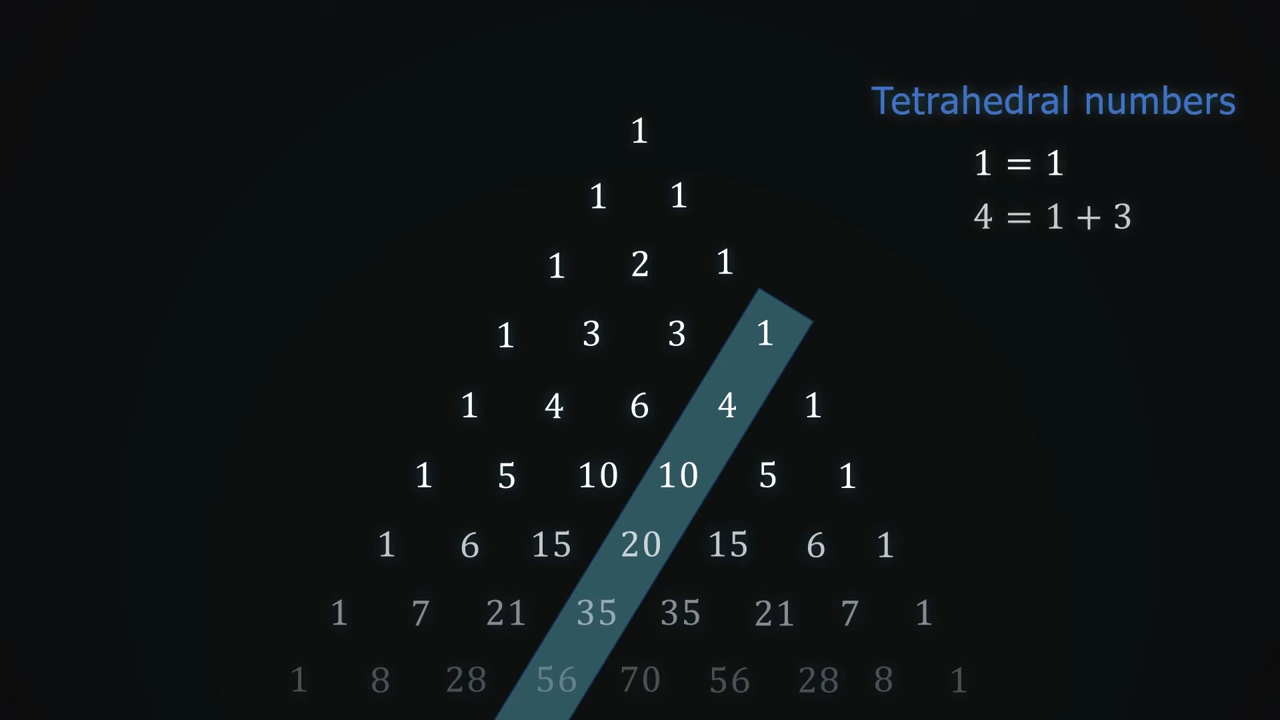 Tetrahedral numbers
1 = 1
4 = 1 + 3
1
1 1
1 2 1
1 3 3 1
1 4 6 4 1
1 5 10 10 5 1
1 6 15 20 15 6 1
1 7 21 35 35 21 7 1
1 8 28 56 70 56 28 8 1